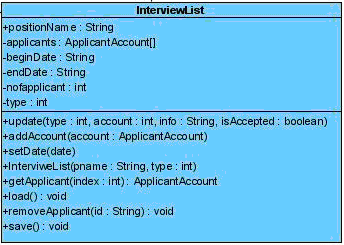 InterviewList
+positionName : String
-applicants : ApplicantAccount[]
-beginDate : String
-endDate : String
-nofapplicant : int
-type : int
+update(type : int, account : int, info : String, isAccepted : boolean)
+addAccount(account : ApplicantAccount)
+setDate(date)
+InterviweList(pname : String, type : int)
+getApplicant(index : int) : ApplicantAccount
+load() : void
+removeApplicant(id : String) : void
+save() : void